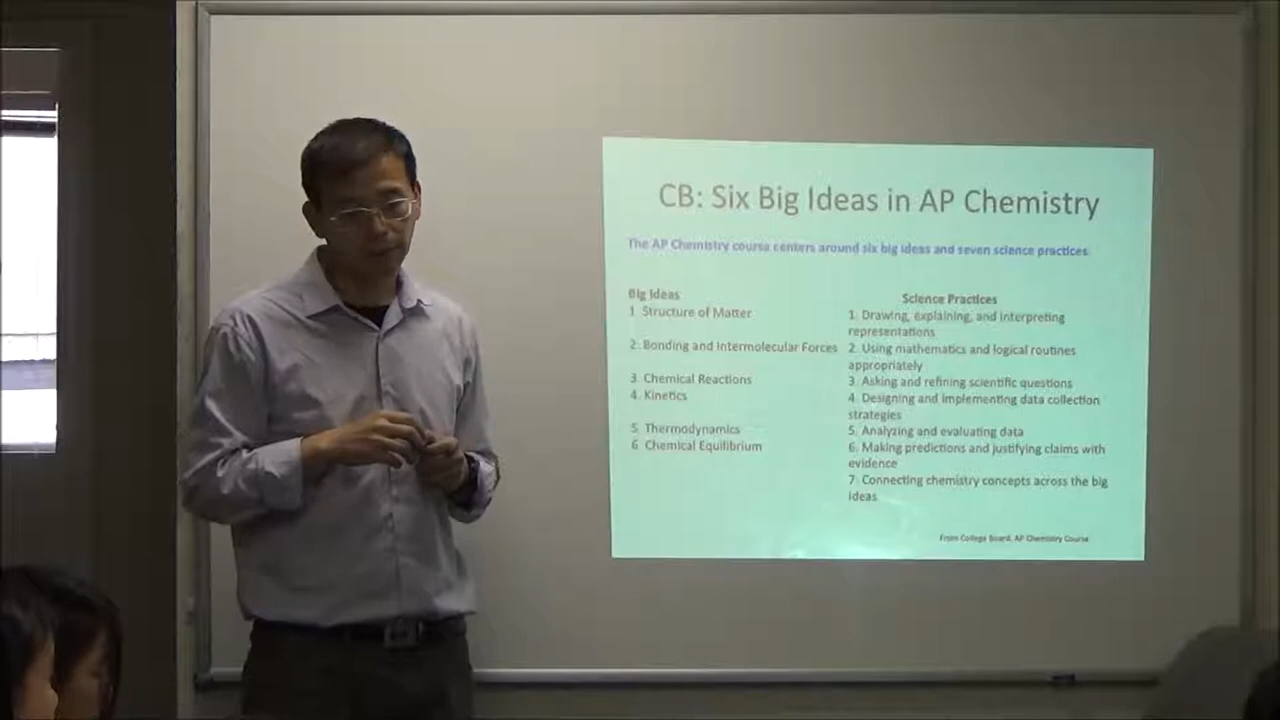 CB: Six Big Ideas in AP Chemistry
The AP Chemistry course centers around six big ideas and seven science practices
Big Ideas
1 Structure of Matter
2. Bonding and Intermolecular Forces
3. Chemical Reactions
4. Kinetics
5 Thermodynamics
6 Chemical Equilibrium
Science Practices
1. Drawing, explaining, and interpreting
representations
2. Using mathematics and logical routines
appropriately
3. Asking and refining scientific questions
4. Designing and implementing data collection
strategies
5. Analyzing and evaluating data
6. Making predictions and justifying claims with
evidence
7. Connecting chemistry concepts across the big
ideas
From College Board, AP Chemistry Course